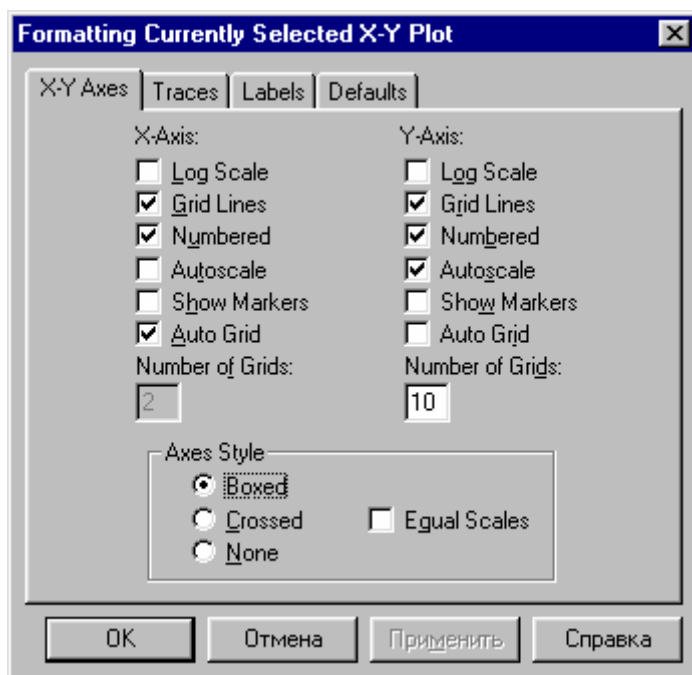 Formatting Currently Selected X-Y Plot
X-Y Axes Traces Labels Defaults
X-Axis: Y-Axis:
Log Scale Log Scale
Grid Lines Grid Lines
Numbered Numbered
Autoscale Autoscale
Show Markers Show Markers
Auto Grid Auto Grid
Number of Grids: Number of Grids:
2 10
Axes Style
Boxed
Crossed Equal Scales
None
OK Отмена Применить Справка